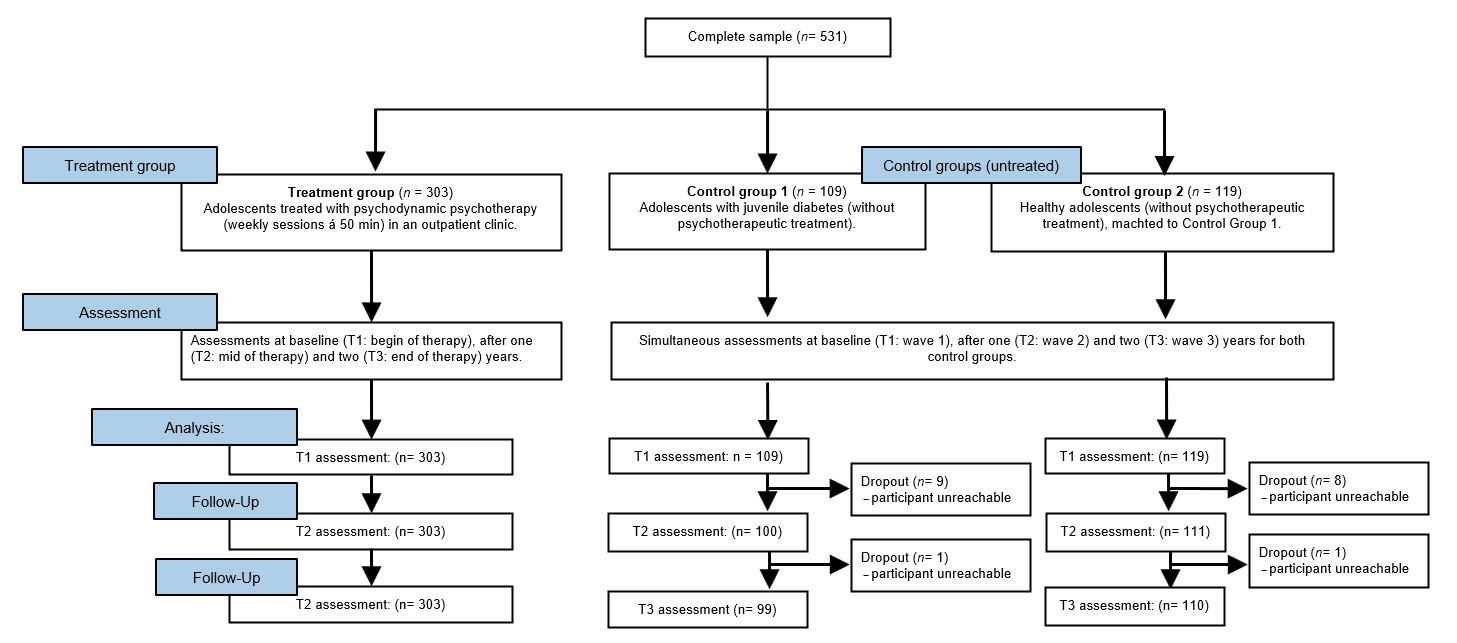 Complete sample (n= 531)
Treatment group
Control groups (untreated)
Treatment group (n = 303)
Adolescents treated with psychodynamic psychotherapy
(weekly sessions á 50 min) in an outpatient clinic.
Control group 1 (n = 109)
Adolescents with juvenile diabetes (without
psychotherapeutic treatment).
Control group 2 (n = 119)
Healthy adolescents (without psychotherapeutic
treatment), machted to Control Group 1.
Assessment
Assessments at baseline (T1: begin of therapy), after one
(T2: mid of therapy) and two (T3: end of therapy) years.
Simultaneous assessments at baseline (T1: wave 1), after one (T2: wave 2) and two (T3: wave 3) years for both
control groups.
Analysis:
T1 assessment: (n= 303)
T1 assessment: n = 109)
T1 assessment: (n= 119)
Dropout (n= 9)
– participant unreachable
Dropout (n= 8)
– participant unreachable
Follow-Up
T2 assessment: (n= 303)
T2 assessment: (n= 100)
T2 assessment: (n= 111)
Dropout (n= 1)
– participant unreachable
Dropout (n= 1)
– participant unreachable
Follow-Up
T2 assessment: (n= 303)
T3 assessment (n= 99)
T3 assessment: (n= 110)